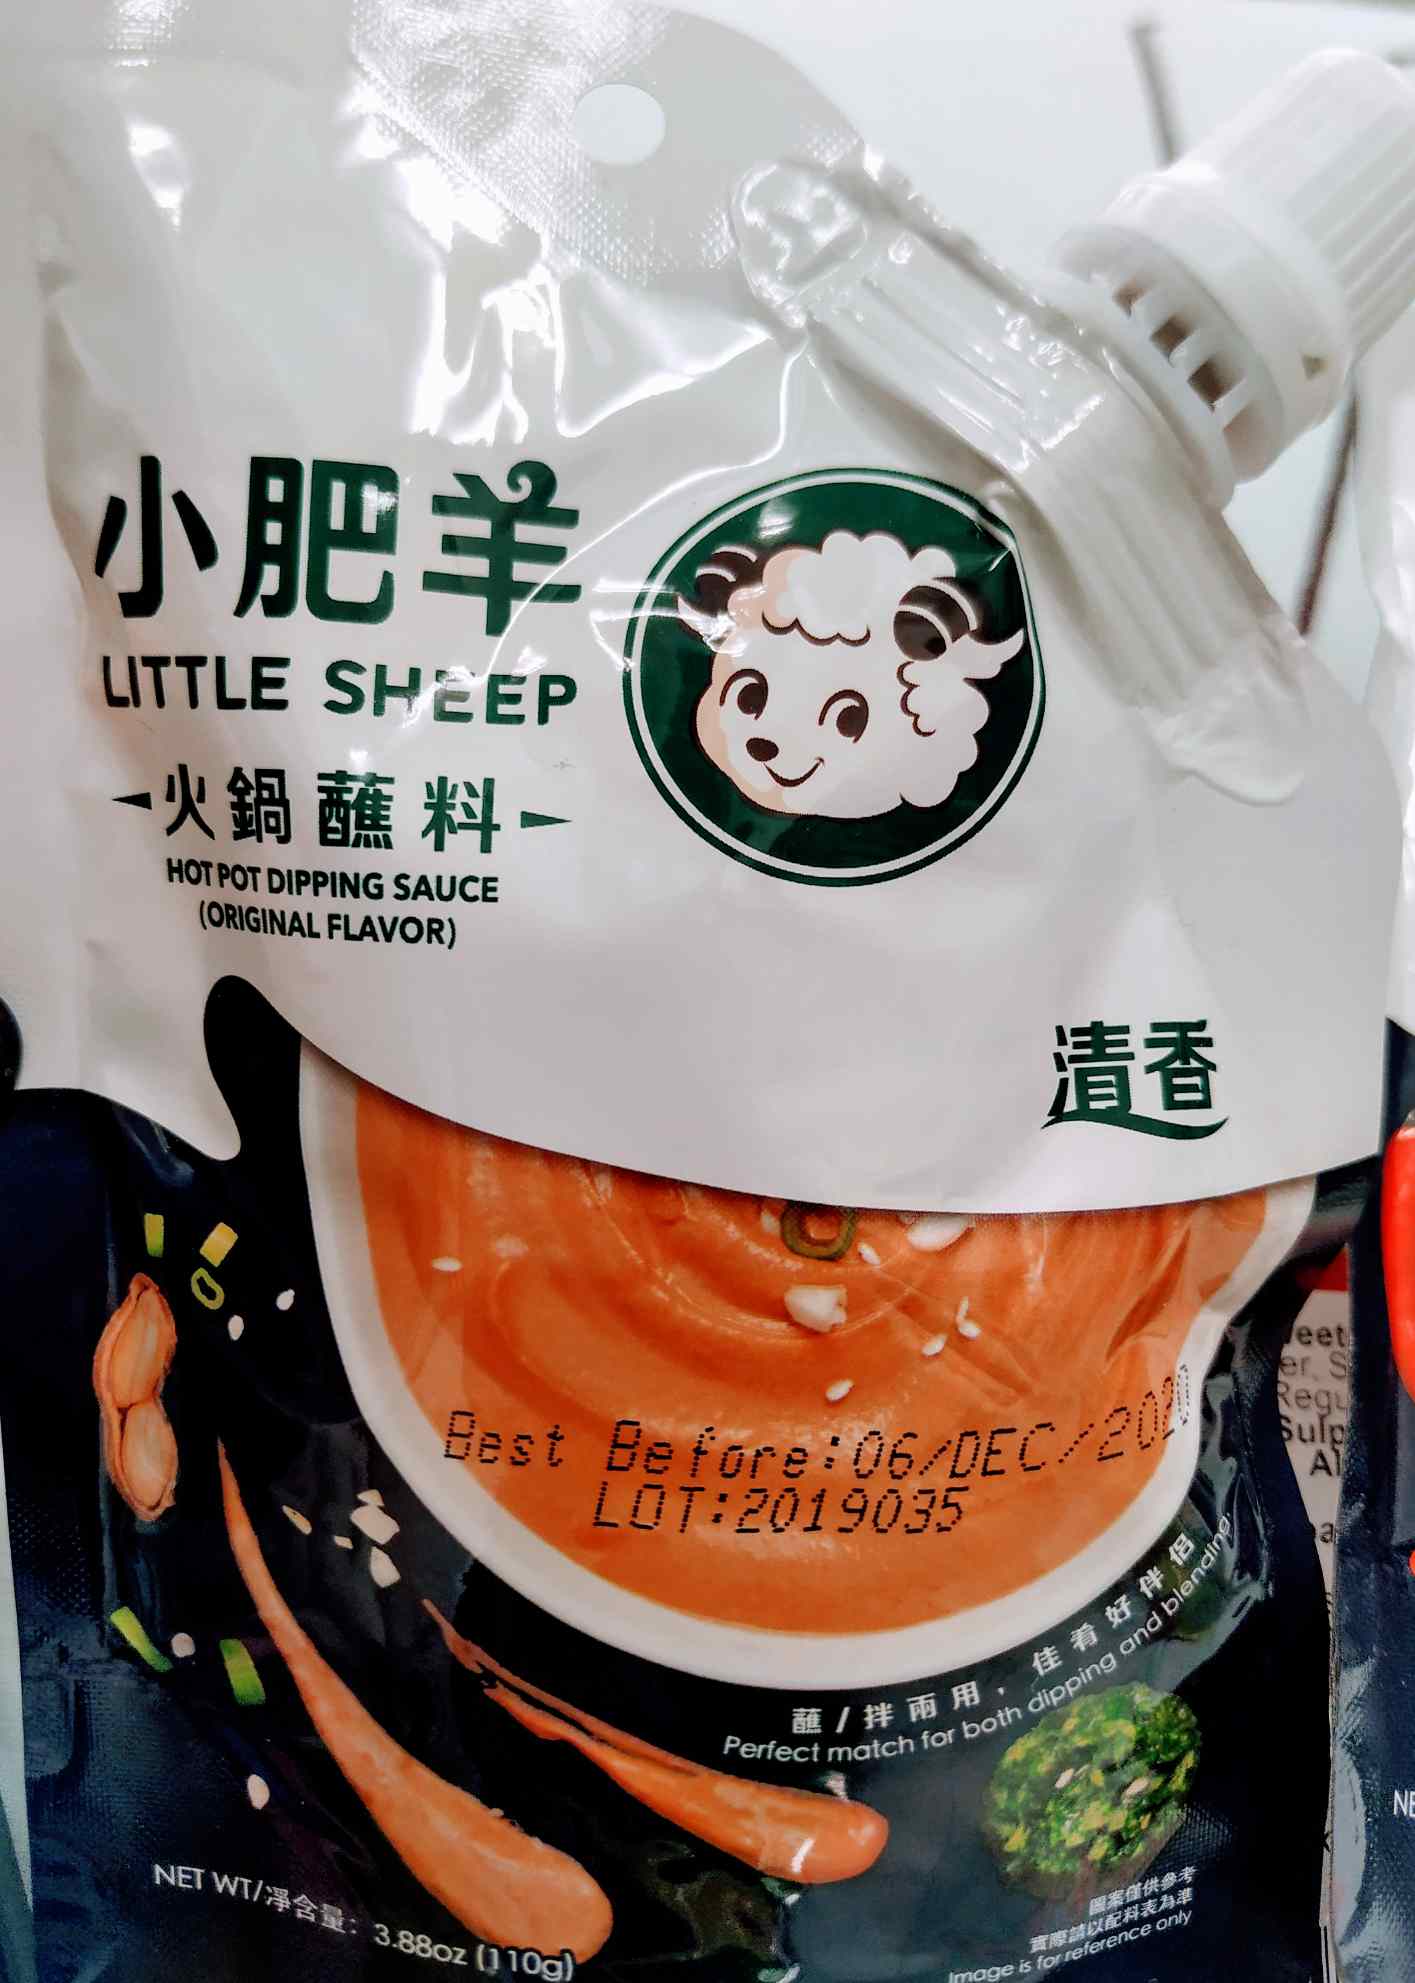 小肥羊
LITTLE SHEEP
火鍋蘸料
HOT POT DIPPING SAUCE
(ORIGINAL FLAVOR)
清香
Best Before:06/DEC/2020
LOT:2019035
蘸/拌兩用，佳肴好伴侶
Perfect match for both dipping and blending
NET WT/淨含量: 3.88oz (110g)
圖案僅供參考
實際請以配料表為準
Image is for reference only